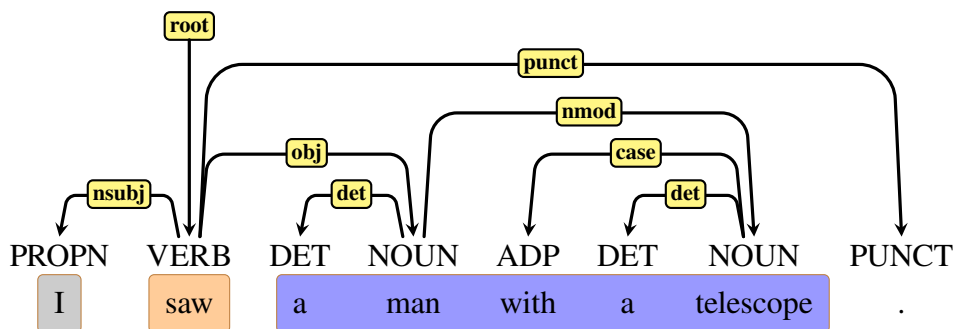 root
punct
nmod
obj case
nsubj det det
PROPN VERB DET NOUN ADP DET NOUN PUNCT
I saw a man with a telescope .